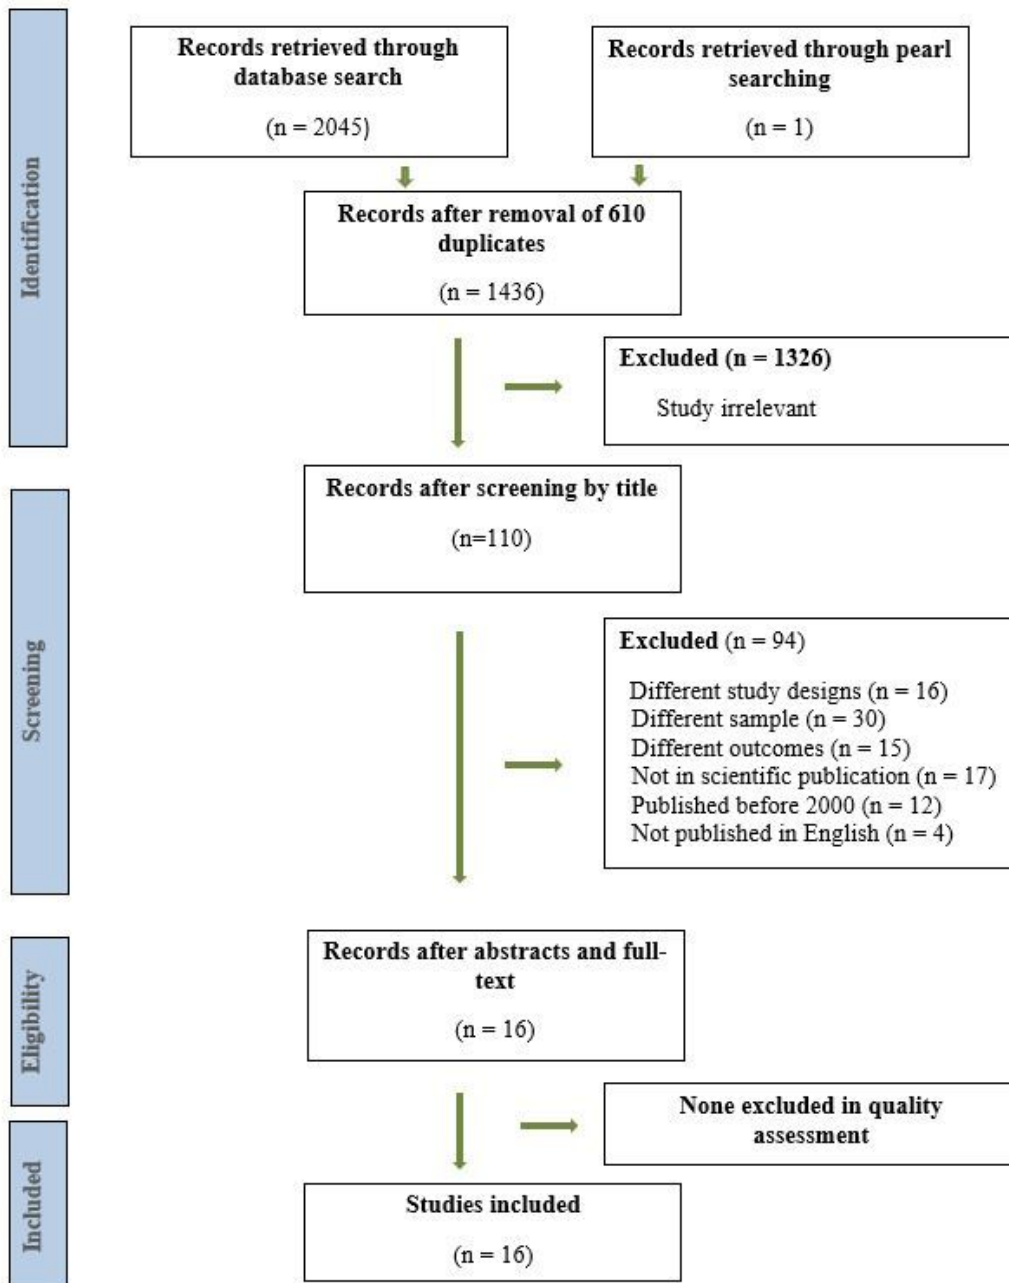 Identification
Records retrieved through
database search
(n = 2045)
Records retrieved through pearl
searching
(n = 1)
Records after removal of 610
duplicates
(n = 1436)
Excluded (n = 1326)
Study irrelevant
Screening
Records after screening by title
(n=110)
Excluded (n = 94)
Different study designs (n = 16)
Different sample (n = 30)
Different outcomes (n = 15)
Not in scientific publication (n = 17)
Published before 2000 (n = 12)
Not published in English (n = 4)
Eligibility
Records after abstracts and full-
text
(n = 16)
None excluded in quality
assessment
Included
Studies included
(n = 16)